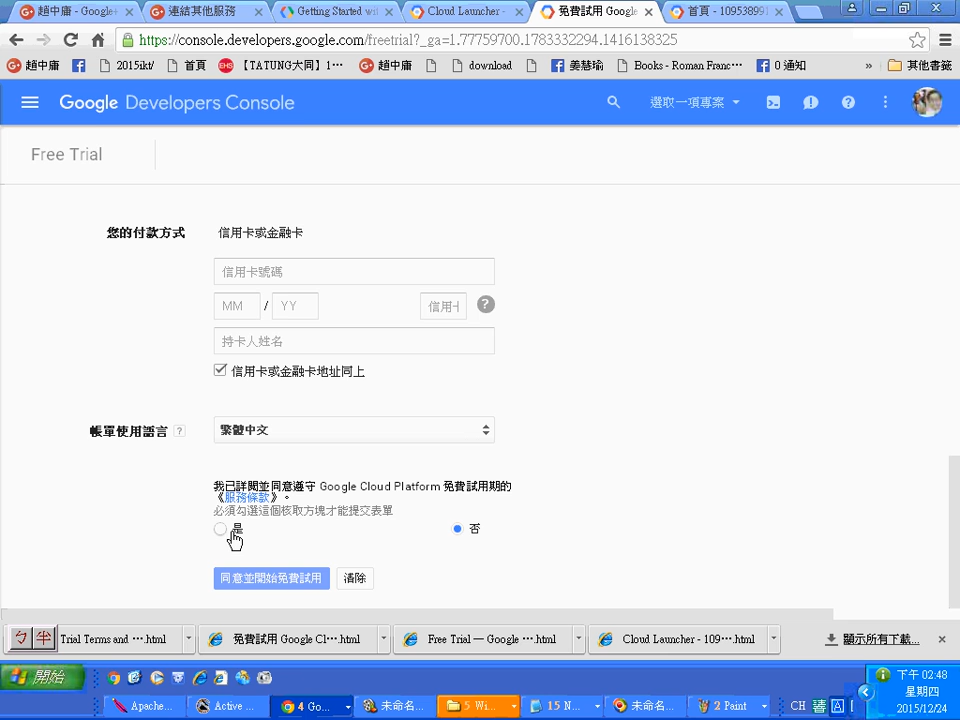 趙中庸 - Google+
連結其他服務
Getting Started wi
Cloud Launcher -
免費試用 Google
首頁 - 10953899
https://console.developers.google.com/freetrial?_ga=1.77759700.1783332294.1416138325
趙中庸
2015ikt/
首頁
【TATUNG大同】1…
趙中庸
download
姜慧瑜
Books - Roman Franc…
0 通知
»
其他書籤
Google Developers Console
選取一項專案
Free Trial
您的付款方式
信用卡或金融卡
信用卡號碼
MM / YY
信用卡
?
持卡人姓名
信用卡或金融卡地址同上
帳單使用語言 ?
繁體中文
我已詳閱並同意遵守 Google Cloud Platform 免費試用期的
《服務條款》。
必須勾選這個核取方塊才能提交表單
是
否
同意並開始免費試用
清除
ㄅ 半
Trial Terms and ….html
免費試用 Google Cl….html
Free Trial — Google ….html
Cloud Launcher - 109….html
顯示所有下載...
開始
下午 02:48
星期四
2015/12/24
Apache…
Active ..
4 Go…
未命名…
15 Wi…
15 N…
未命名…
2 Paint
CH